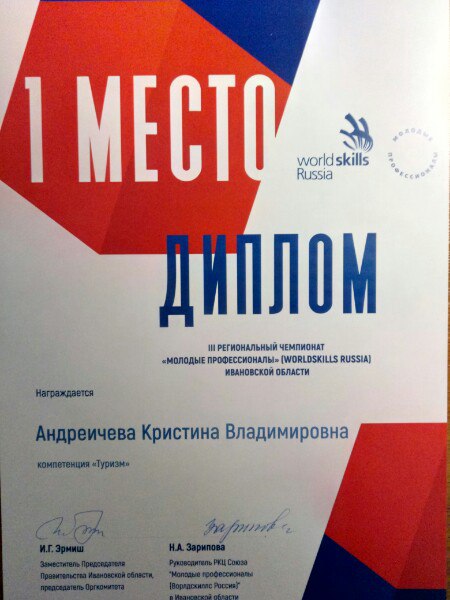 1 МЕСТО
worldskills
Russia
МОЛОДЫЕ
ПРОФЕССИОНАЛЫ
ДИПЛОМ
III РЕГИОНАЛЬНЫЙ ЧЕМПИОНАТ
«МОЛОДЫЕ ПРОФЕССИОНАЛЫ» (WORLDSKILLS RUSSIA)
ИВАНОВСКОЙ ОБЛАСТИ
Награждается
Андреичева Кристина Владимировна
компетенция «Туризм»
И.Г. Эрмиш
Заместитель Председателя
Правительства Ивановской области,
председатель Оргкомитета
Н.А. Зарипова
Руководитель РКЦ Союза
"Молодые профессионалы
(Ворлдскиллс Россия)"
в Ивановской области